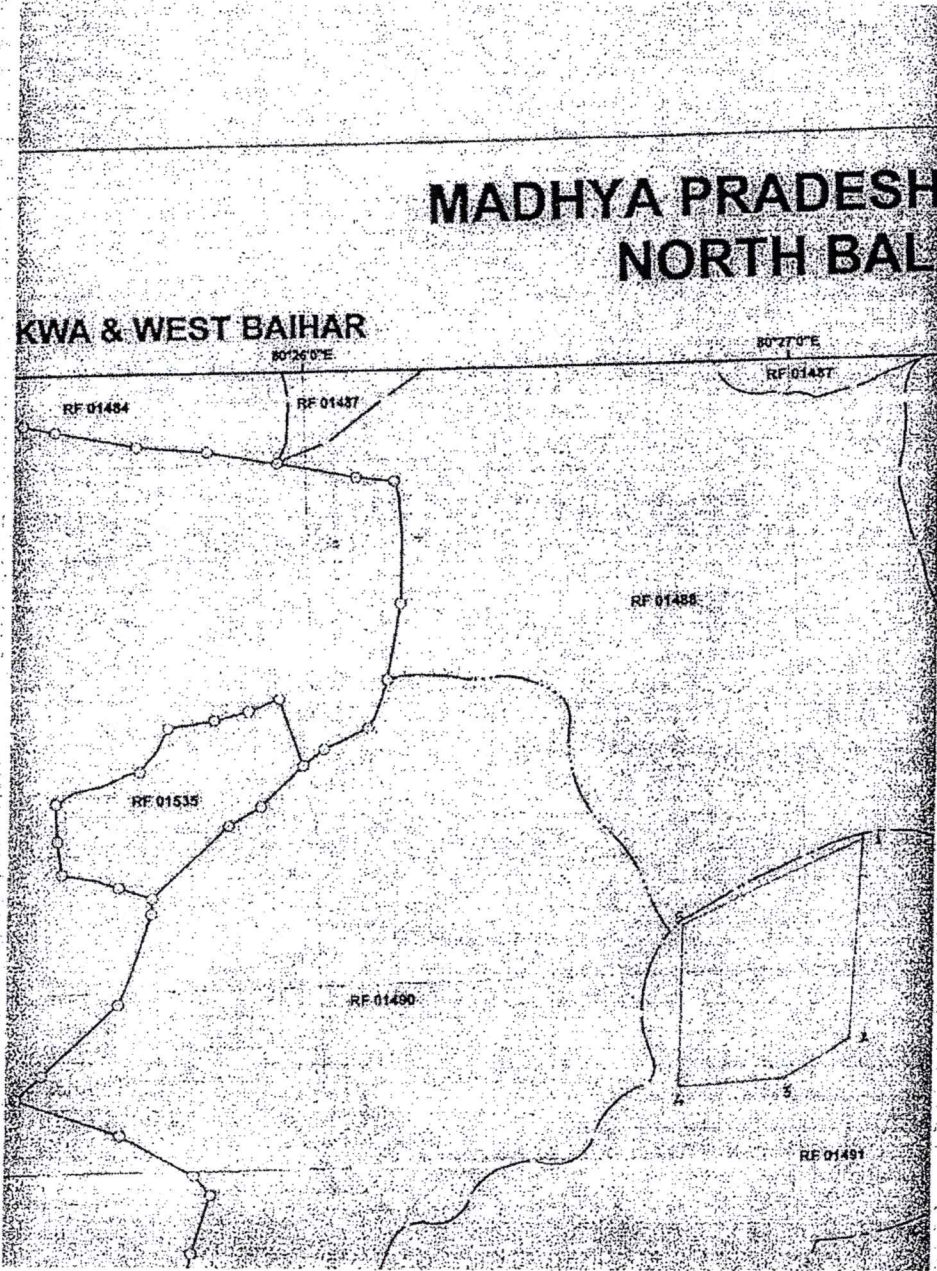 MADHYA PRADESH
NORTH BAL
KWA & WEST BAIHAR
80°26'0"E
80°27'0"E
RF 01484
RF 01487
RF 01487
RF 01488
RF 01535
1
5
RF 01490
2
3
4
RF 01491